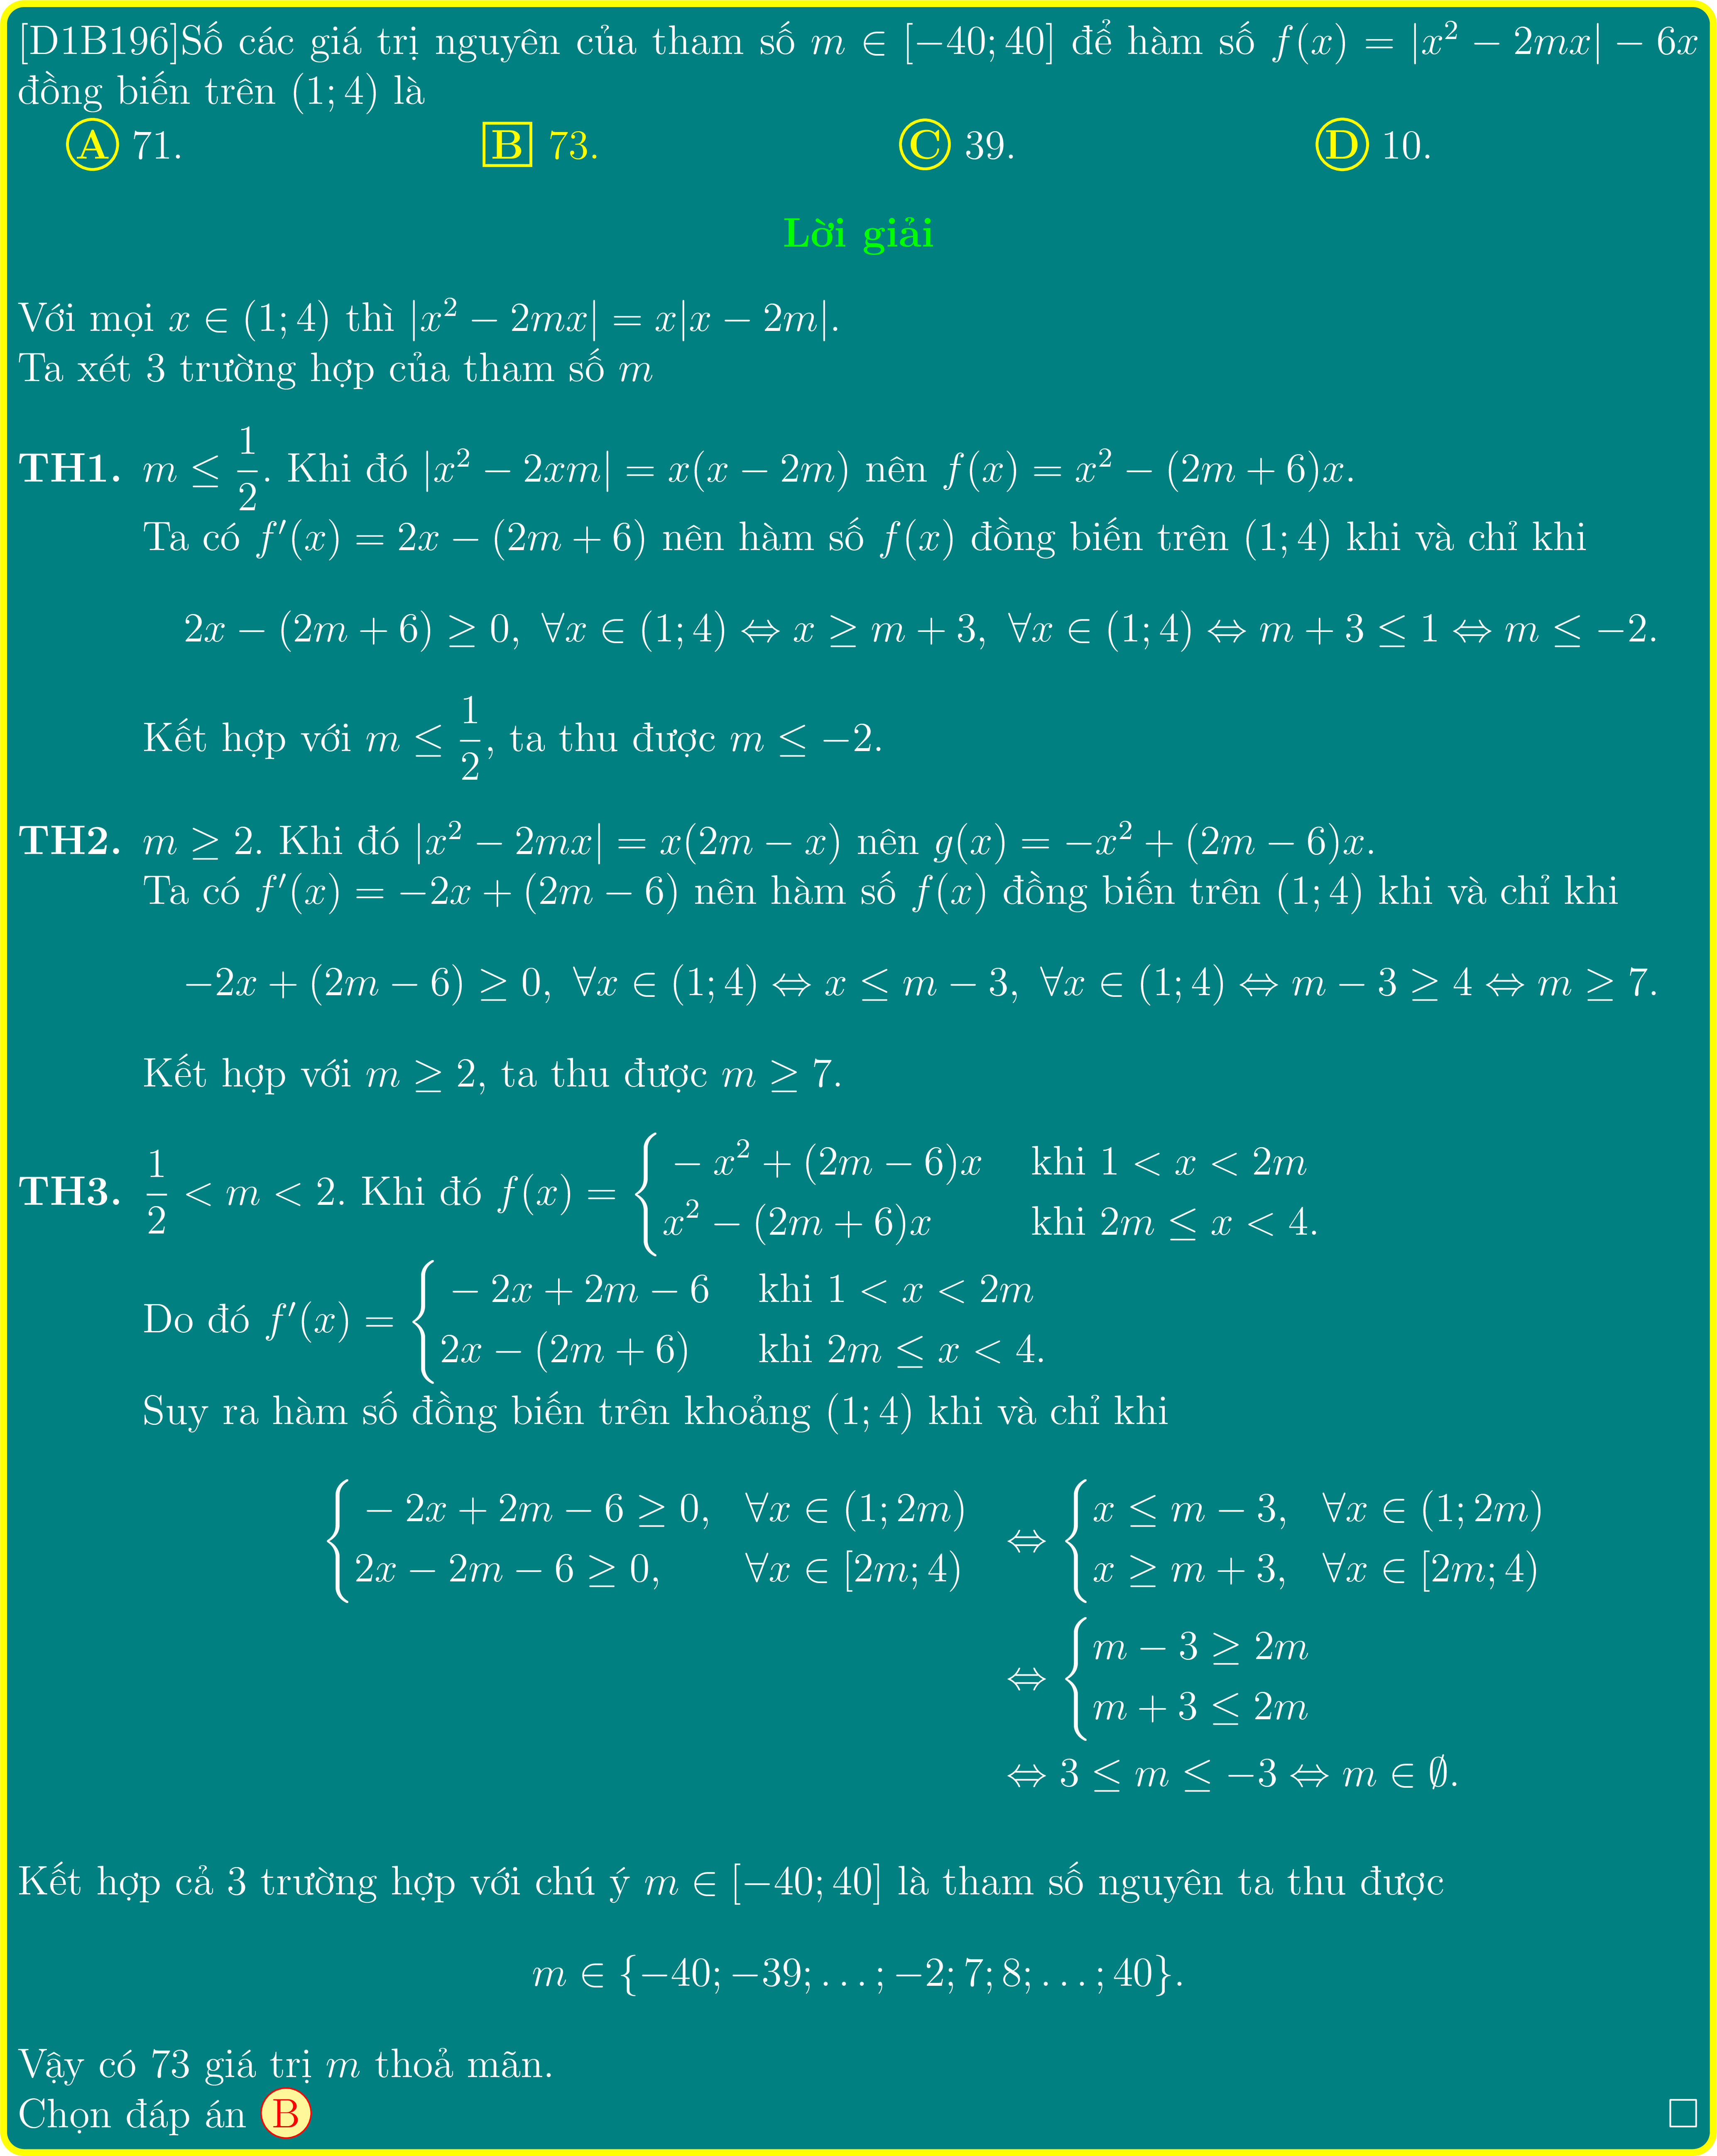 [D1B196]Số các giá trị nguyên của tham số $m \in [-40; 40]$ để hàm số $f(x) = |x^2 - 2mx| - 6x$
đồng biến trên $(1; 4)$ là
A 71. B 73. C 39. D 10.
Lời giải
Với mọi $x \in (1; 4)$ thì $|x^2 - 2mx| = x|x - 2m|$.
Ta xét 3 trường hợp của tham số $m$
TH1. $m \leq \dfrac{1}{2}$. Khi đó $|x^2 - 2xm| = x(x - 2m)$ nên $f(x) = x^2 - (2m + 6)x$.
Ta có $f'(x) = 2x - (2m + 6)$ nên hàm số $f(x)$ đồng biến trên $(1; 4)$ khi và chỉ khi
$2x - (2m + 6) \geq 0, \ \forall x \in (1; 4) \Leftrightarrow x \geq m + 3, \ \forall x \in (1; 4) \Leftrightarrow m + 3 \leq 1 \Leftrightarrow m \leq -2.$
Kết hợp với $m \leq \dfrac{1}{2}$, ta thu được $m \leq -2$.
TH2. $m \geq 2$. Khi đó $|x^2 - 2mx| = x(2m - x)$ nên $g(x) = -x^2 + (2m - 6)x$.
Ta có $f'(x) = -2x + (2m - 6)$ nên hàm số $f(x)$ đồng biến trên $(1; 4)$ khi và chỉ khi
$-2x + (2m - 6) \geq 0, \ \forall x \in (1; 4) \Leftrightarrow x \leq m - 3, \ \forall x \in (1; 4) \Leftrightarrow m - 3 \geq 4 \Leftrightarrow m \geq 7.$
Kết hợp với $m \geq 2$, ta thu được $m \geq 7$.
TH3. $\dfrac{1}{2} < m < 2$. Khi đó $f(x) = \begin{cases} -x^2 + (2m - 6)x & \text{khi } 1 < x < 2m \\ x^2 - (2m + 6)x & \text{khi } 2m \leq x < 4. \end{cases}$
Do đó $f'(x) = \begin{cases} -2x + 2m - 6 & \text{khi } 1 < x < 2m \\ 2x - (2m + 6) & \text{khi } 2m \leq x < 4. \end{cases}$
Suy ra hàm số đồng biến trên khoảng $(1; 4)$ khi và chỉ khi
$\begin{cases} -2x + 2m - 6 \geq 0, & \forall x \in (1; 2m) \\ 2x - 2m - 6 \geq 0, & \forall x \in [2m; 4) \end{cases} \Leftrightarrow \begin{cases} x \leq m - 3, & \forall x \in (1; 2m) \\ x \geq m + 3, & \forall x \in [2m; 4) \end{cases}$
$\Leftrightarrow \begin{cases} m - 3 \geq 2m \\ m + 3 \leq 2m \end{cases}$
$\Leftrightarrow 3 \leq m \leq -3 \Leftrightarrow m \in \emptyset.$
Kết hợp cả 3 trường hợp với chú ý $m \in [-40; 40]$ là tham số nguyên ta thu được
$m \in \{-40; -39; \ldots; -2; 7; 8; \ldots; 40\}.$
Vậy có 73 giá trị $m$ thoả mãn.
Chọn đáp án B □